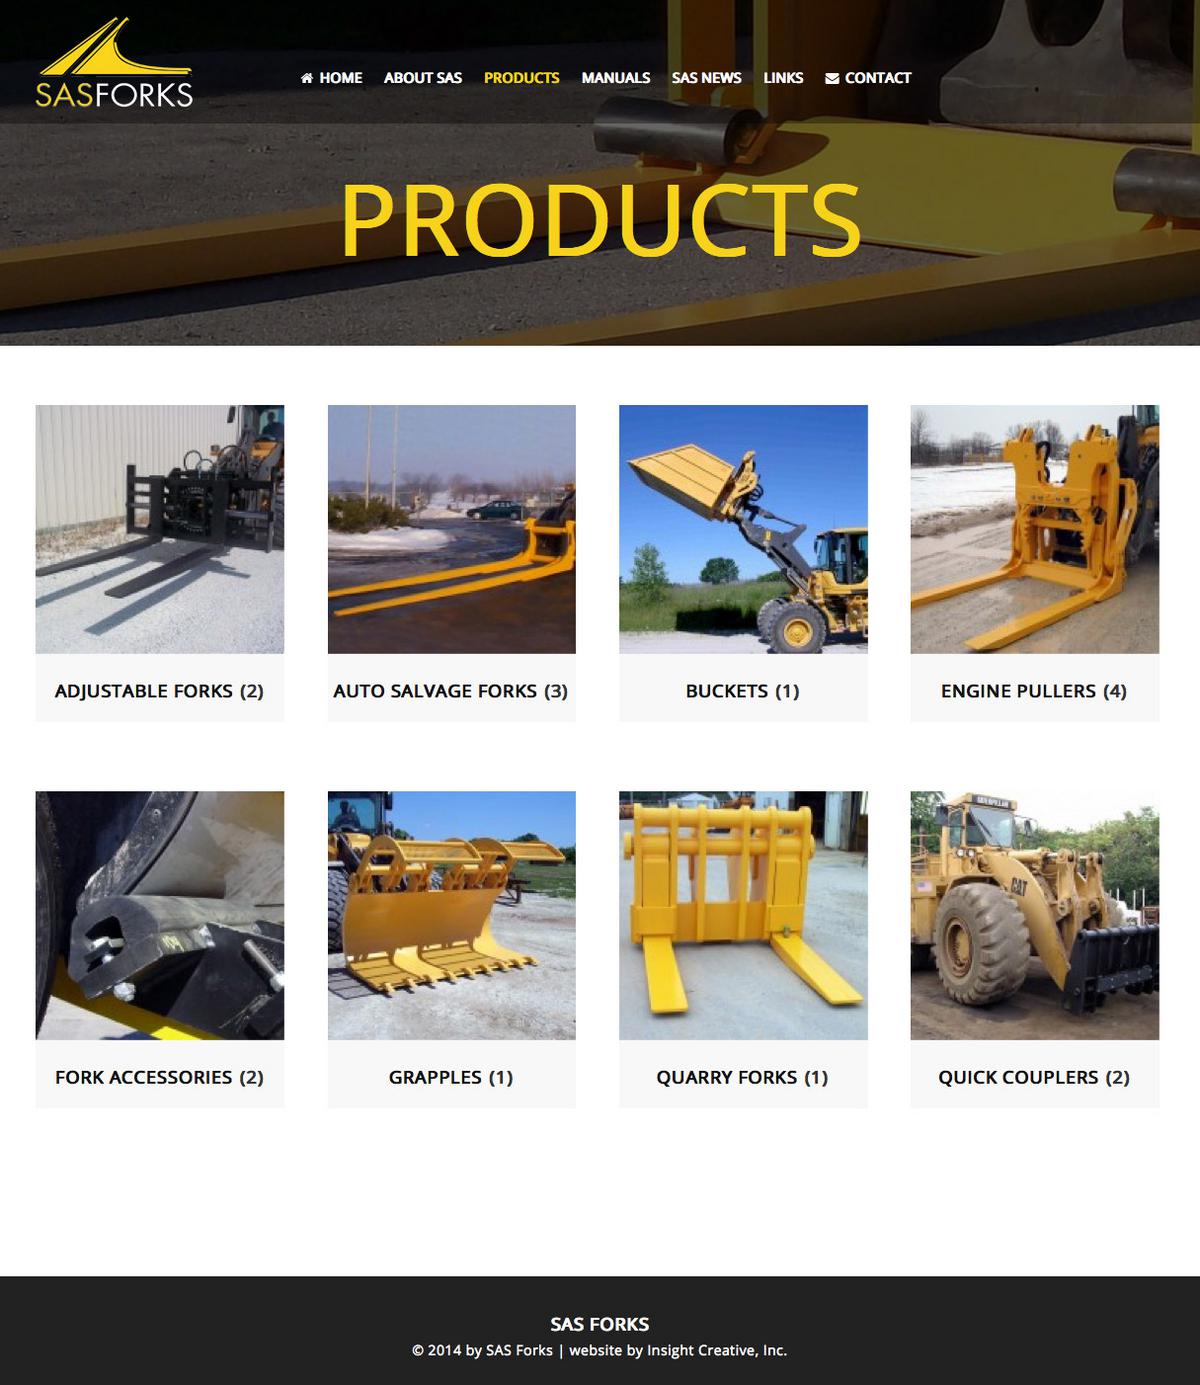 SASFORKS
HOME ABOUT SAS PRODUCTS MANUALS SAS NEWS LINKS CONTACT
PRODUCTS
ADJUSTABLE FORKS (2)
AUTO SALVAGE FORKS (3)
BUCKETS (1)
ENGINE PULLERS (4)
CATERPILLAR
CAT
FORK ACCESSORIES (2)
GRAPPLES (1)
QUARRY FORKS (1)
QUICK COUPLERS (2)
SAS FORKS
© 2014 by SAS Forks | website by Insight Creative, Inc.